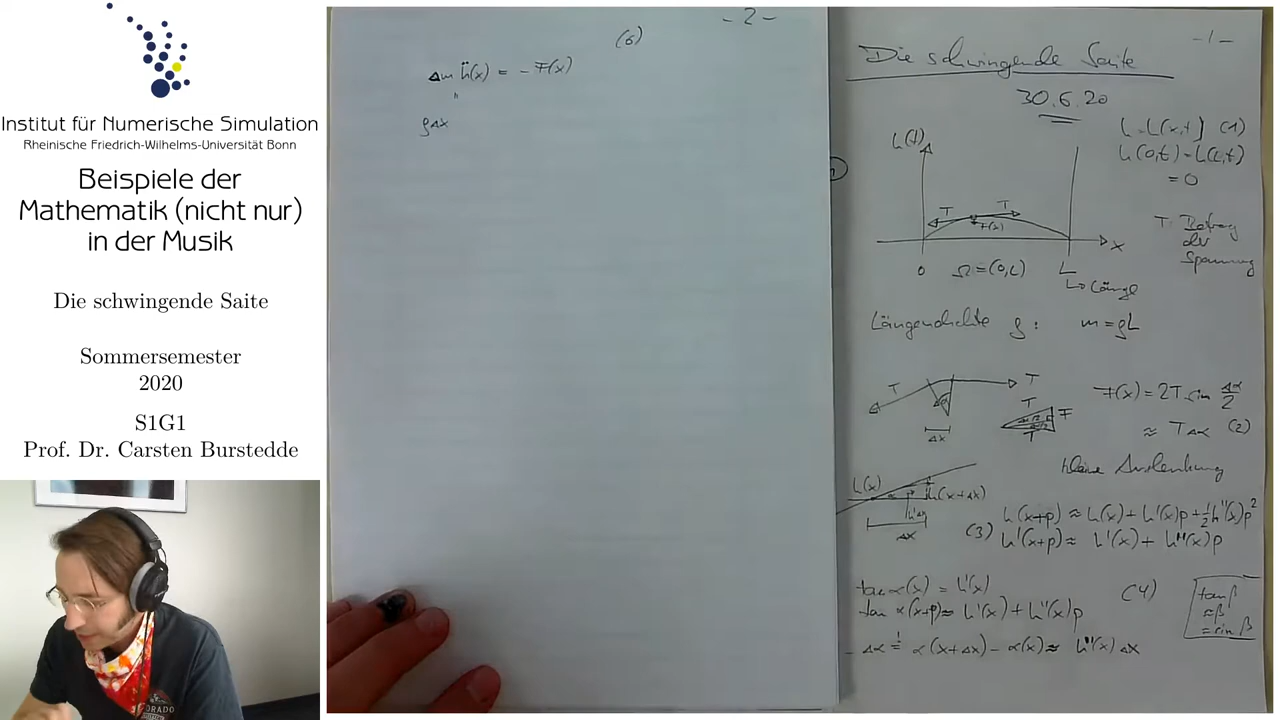 Institut für Numerische Simulation
Rheinische Friedrich-Wilhelms-Universität Bonn
Beispiele der
Mathematik (nicht nur)
in der Musik
Die schwingende Saite
Sommersemester
2020
S1G1
Prof. Dr. Carsten Burstedde
- 2 -
(6)
Δm ḧ(x) = - F(x)
"
ρΔx
- 1 -
Die schwingende Saite
30.6.20
h(t)
h = h(x,t) (1)
h(0,t) = h(L,t)
= 0
T T
F(x)
x
T: Betrag
der
Spannung
0 Ω = (0,L) L
↳ Länge
Längendichte ρ: m = ρL
T T
Δx
T F
T
F(x) = 2T sin Δα/2
≈ TΔα (2)
kleine Auslenkung
h(x) h(x+Δx)
h'Δx
Δx
(3) h(x+p) ≈ h(x) + h'(x)p + ½h''(x)p²
h'(x+p) ≈ h'(x) + h''(x)p
tan α(x) = h'(x)
tan α(x+p) ≈ h'(x) + h''(x)p
(4)
tan β
≈ β
≈ sin β
- Δα ≟ α(x+Δx) - α(x) ≈ h''(x) Δx
ORADO